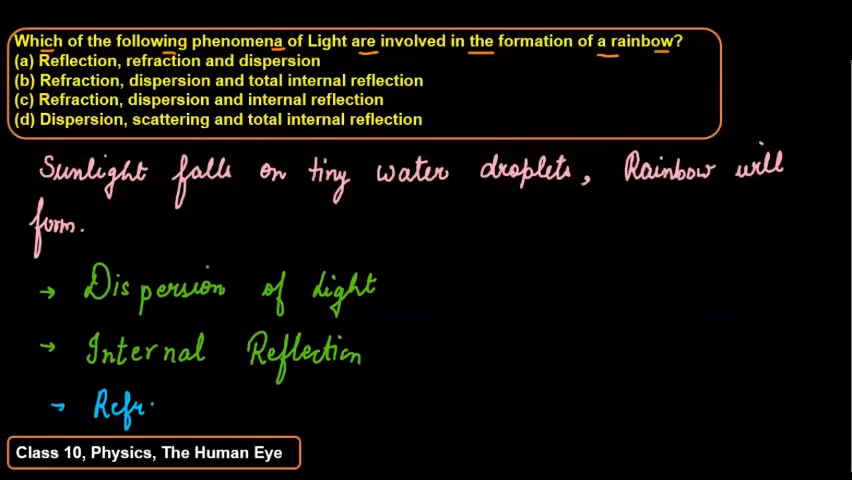 Which of the following phenomena of Light are involved in the formation of a rainbow?
(a) Reflection, refraction and dispersion
(b) Refraction, dispersion and total internal reflection
(c) Refraction, dispersion and internal reflection
(d) Dispersion, scattering and total internal reflection
Sunlight falls on tiny water droplets, Rainbow will
form.
→ Dispersion of Light
→ Internal Reflection
→ Refr.
Class 10, Physics, The Human Eye